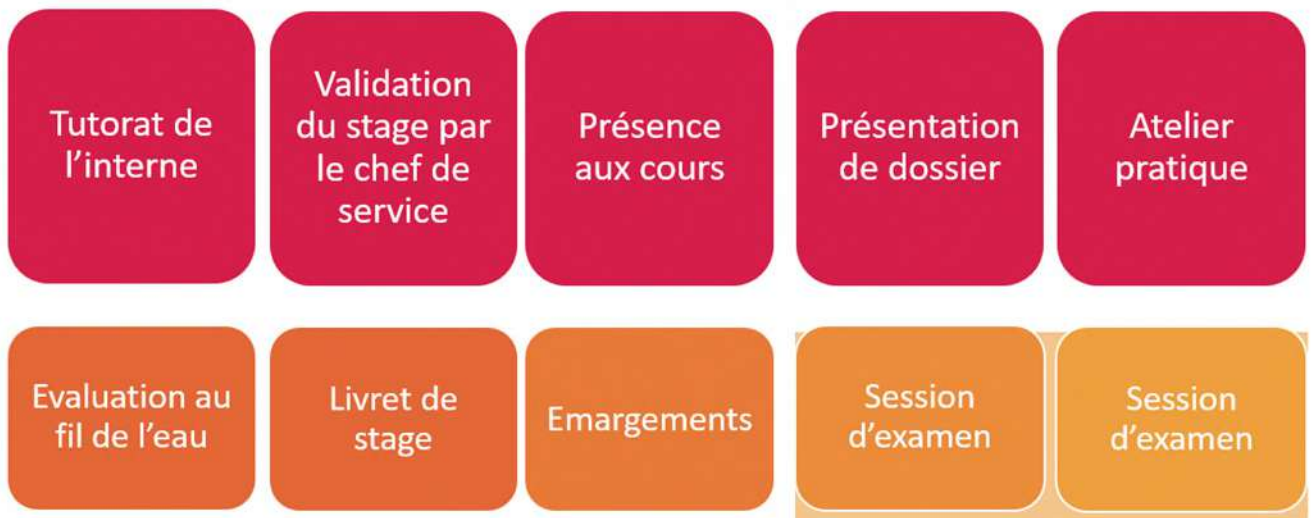 Tutorat de
l'interne
Validation
du stage par
le chef de
service
Présence
aux cours
Présentation
de dossier
Atelier
pratique
Evaluation au
fil de l'eau
Livret de
stage
Emargements
Session
d'examen
Session
d'examen